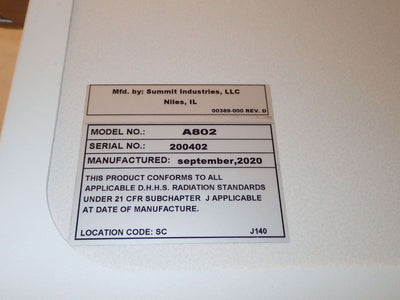 Mfd. by: Summit Industries, LLC
Niles, IL
00389-000 REV. D
MODEL NO.: A802
SERIAL NO.: 200402
MANUFACTURED: september,2020
THIS PRODUCT CONFORMS TO ALL
APPLICABLE D.H.H.S. RADIATION STANDARDS
UNDER 21 CFR SUBCHAPTER J APPLICABLE
AT DATE OF MANUFACTURE.
LOCATION CODE: SC J140